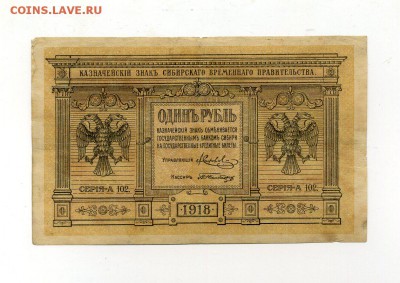 COINS.LAVE.RU
КАЗНАЧЕЙСКІЙ ЗНАКЪ СИБИРСКАГО ВРЕМЕННАГО ПРАВИТЕЛЬСТВА.
ОДИНЪ РУБЛЬ
КАЗНАЧЕЙСКІЙ ЗНАКЪ ОБМѢНИВАЕТСЯ
ГОСУДАРСТВЕННЫМЪ БАНКОМЪ СИБИРИ
НА ГОСУДАРСТВЕННЫЕ КРЕДИТНЫЕ БИЛЕТЫ.
УПРАВЛЯЮЩІЙ
КАССИРЪ
СЕРІЯ-А 102.
СЕРІЯ-А 102.
1918